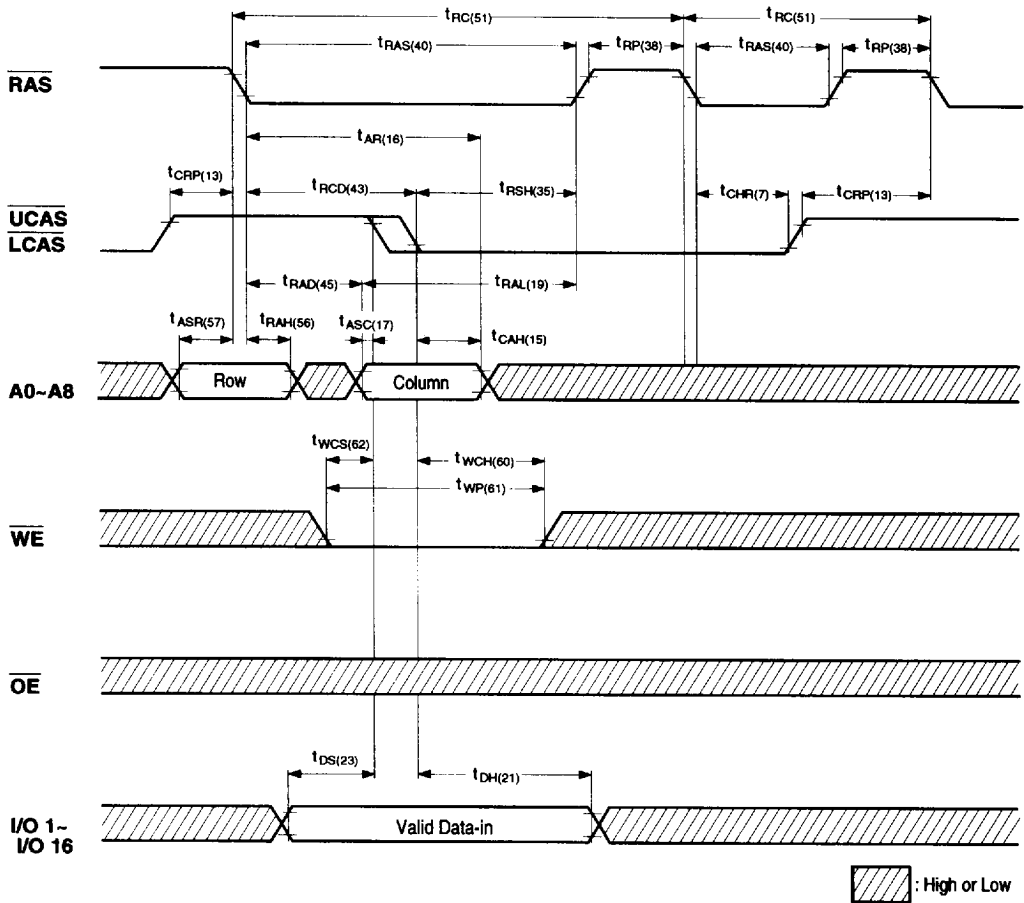 tRC(51) tRC(51)
tRAS(40) tRP(38) tRAS(40) tRP(38)
RAS
tAR(16)
tCRP(13) tRCD(43) tRSH(35) tCHR(7) tCRP(13)
UCAS
LCAS
tRAD(45) tRAL(19)
tASR(57) tRAH(56) tASC(17) tCAH(15)
A0~A8 Row Column
tWCS(62) tWCH(60)
tWP(61)
WE
OE
tDS(23) tDH(21)
I/O 1~ Valid Data-in
I/O 16
: High or Low